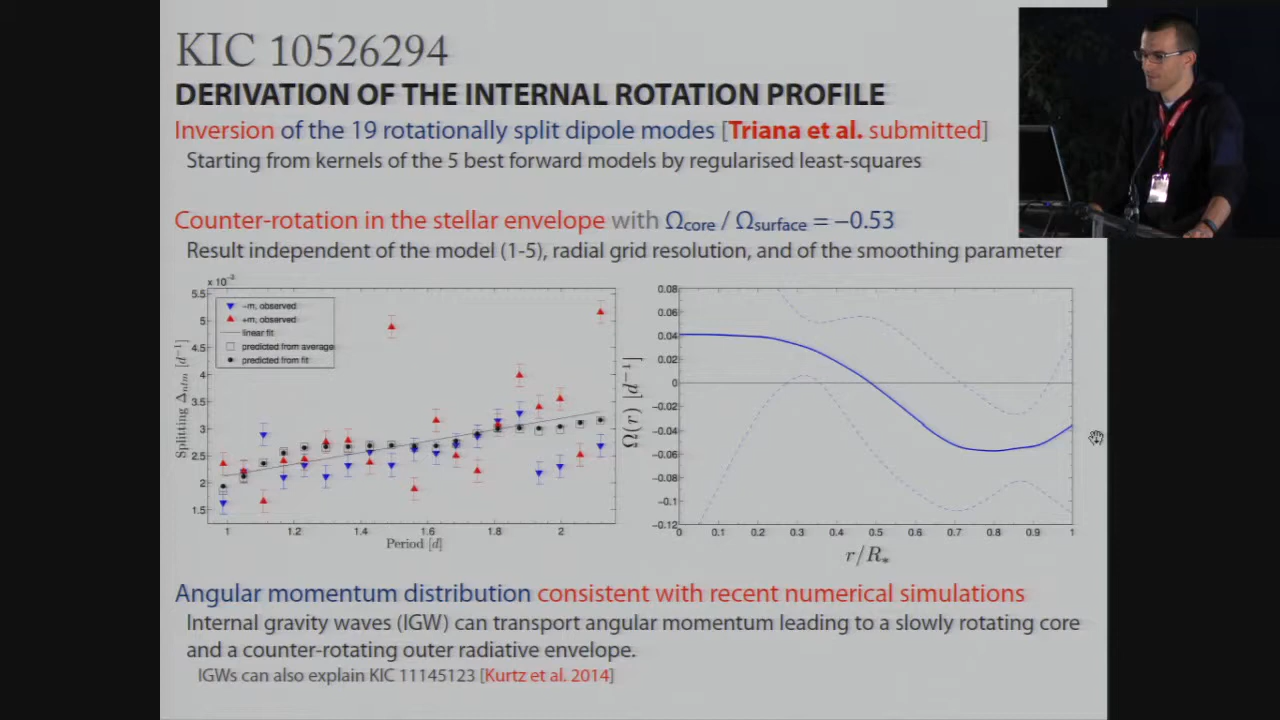 KIC 10526294
DERIVATION OF THE INTERNAL ROTATION PROFILE
Inversion of the 19 rotationally split dipole modes [Triana et al. submitted]
Starting from kernels of the 5 best forward models by regularised least-squares
Counter-rotation in the stellar envelope with Ωcore / Ωsurface = −0.53
Result independent of the model (1-5), radial grid resolution, and of the smoothing parameter
x 10⁻³
5.5
5
4.5
4
3.5
3
2.5
2
1.5
Splitting Δnlm [d⁻¹]
−m, observed
+m, observed
linear fit
predicted from average
predicted from fit
1 1.2 1.4 1.6 1.8 2
Period [d]
0.08
0.06
0.04
0.02
0
−0.02
−0.04
−0.06
−0.08
−0.1
−0.12
Ω(r) [d⁻¹]
0 0.1 0.2 0.3 0.4 0.5 0.6 0.7 0.8 0.9 1
r/R*
Angular momentum distribution consistent with recent numerical simulations
Internal gravity waves (IGW) can transport angular momentum leading to a slowly rotating core
and a counter-rotating outer radiative envelope.
IGWs can also explain KIC 11145123 [Kurtz et al. 2014]